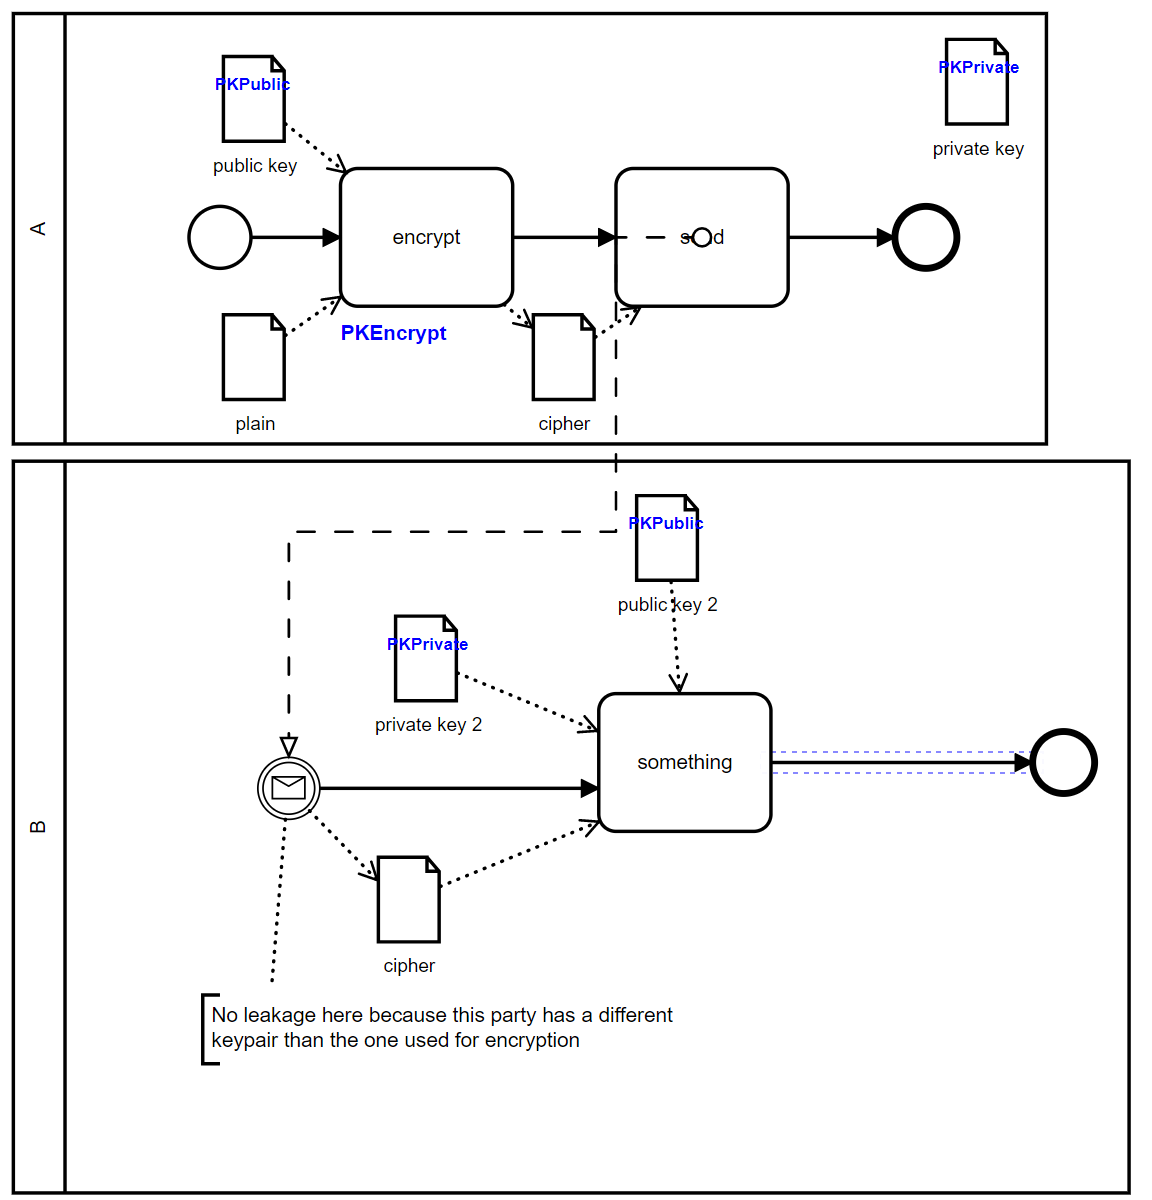 A
PKPublic
public key
PKPrivate
private key
encrypt
send
PKEncrypt
plain
cipher
B
PKPublic
public key 2
PKPrivate
private key 2
something
cipher
No leakage here because this party has a different
keypair than the one used for encryption